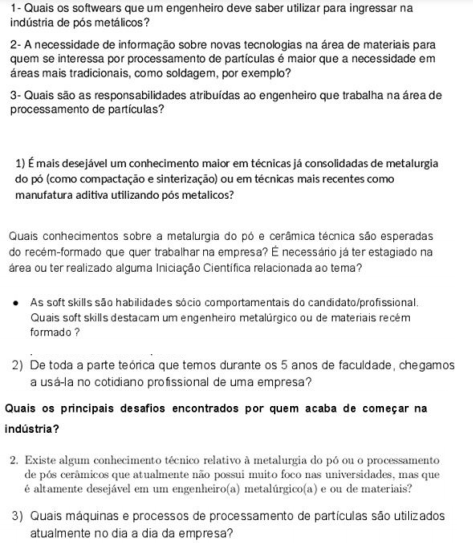 1- Quais os softwears que um engenheiro deve saber utilizar para ingressar na
indústria de pós metálicos?
2- A necessidade de informação sobre novas tecnologias na área de materiais para
quem se interessa por processamento de partículas é maior que a necessidade em
áreas mais tradicionais, como soldagem, por exemplo?
3- Quais são as responsabilidades atribuídas ao engenheiro que trabalha na área de
processamento de partículas?
1) É mais desejável um conhecimento maior em técnicas já consolidadas de metalurgia
do pó (como compactação e sinterização) ou em técnicas mais recentes como
manufatura aditiva utilizando pós metalicos?
Quais conhecimentos sobre a metalurgia do pó e cerâmica técnica são esperadas
do recém-formado que quer trabalhar na empresa? É necessário já ter estagiado na
área ou ter realizado alguma Iniciação Científica relacionada ao tema?
● As soft skills são habilidades sócio comportamentais do candidato/profissional.
Quais soft skills destacam um engenheiro metalúrgico ou de materiais recém
formado ?
2) De toda a parte teórica que temos durante os 5 anos de faculdade, chegamos
a usá-la no cotidiano profissional de uma empresa?
Quais os principais desafios encontrados por quem acaba de começar na
indústria?
2. Existe algum conhecimento técnico relativo à metalurgia do pó ou o processamento
de pós cerâmicos que atualmente não possui muito foco nas universidades, mas que
é altamente desejável em um engenheiro(a) metalúrgico(a) e ou de materiais?
3) Quais máquinas e processos de processamento de partículas são utilizados
atualmente no dia a dia da empresa?